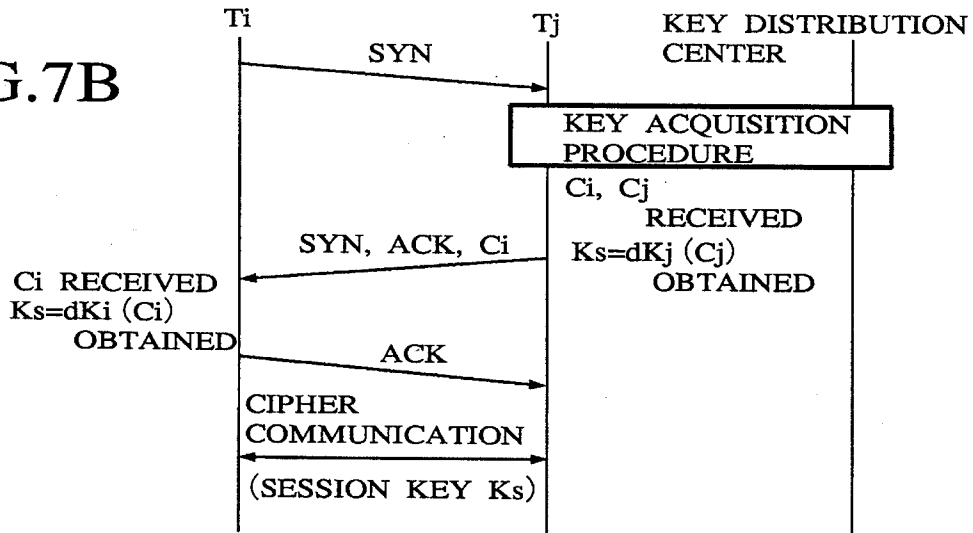 Ti
Tj
KEY DISTRIBUTION
CENTER
G.7B
SYN
KEY ACQUISITION
PROCEDURE
Ci, Cj
RECEIVED
SYN, ACK, Ci
Ks=dKj (Cj)
OBTAINED
Ci RECEIVED
Ks=dKi (Ci)
OBTAINED
ACK
CIPHER
COMMUNICATION
(SESSION KEY Ks)